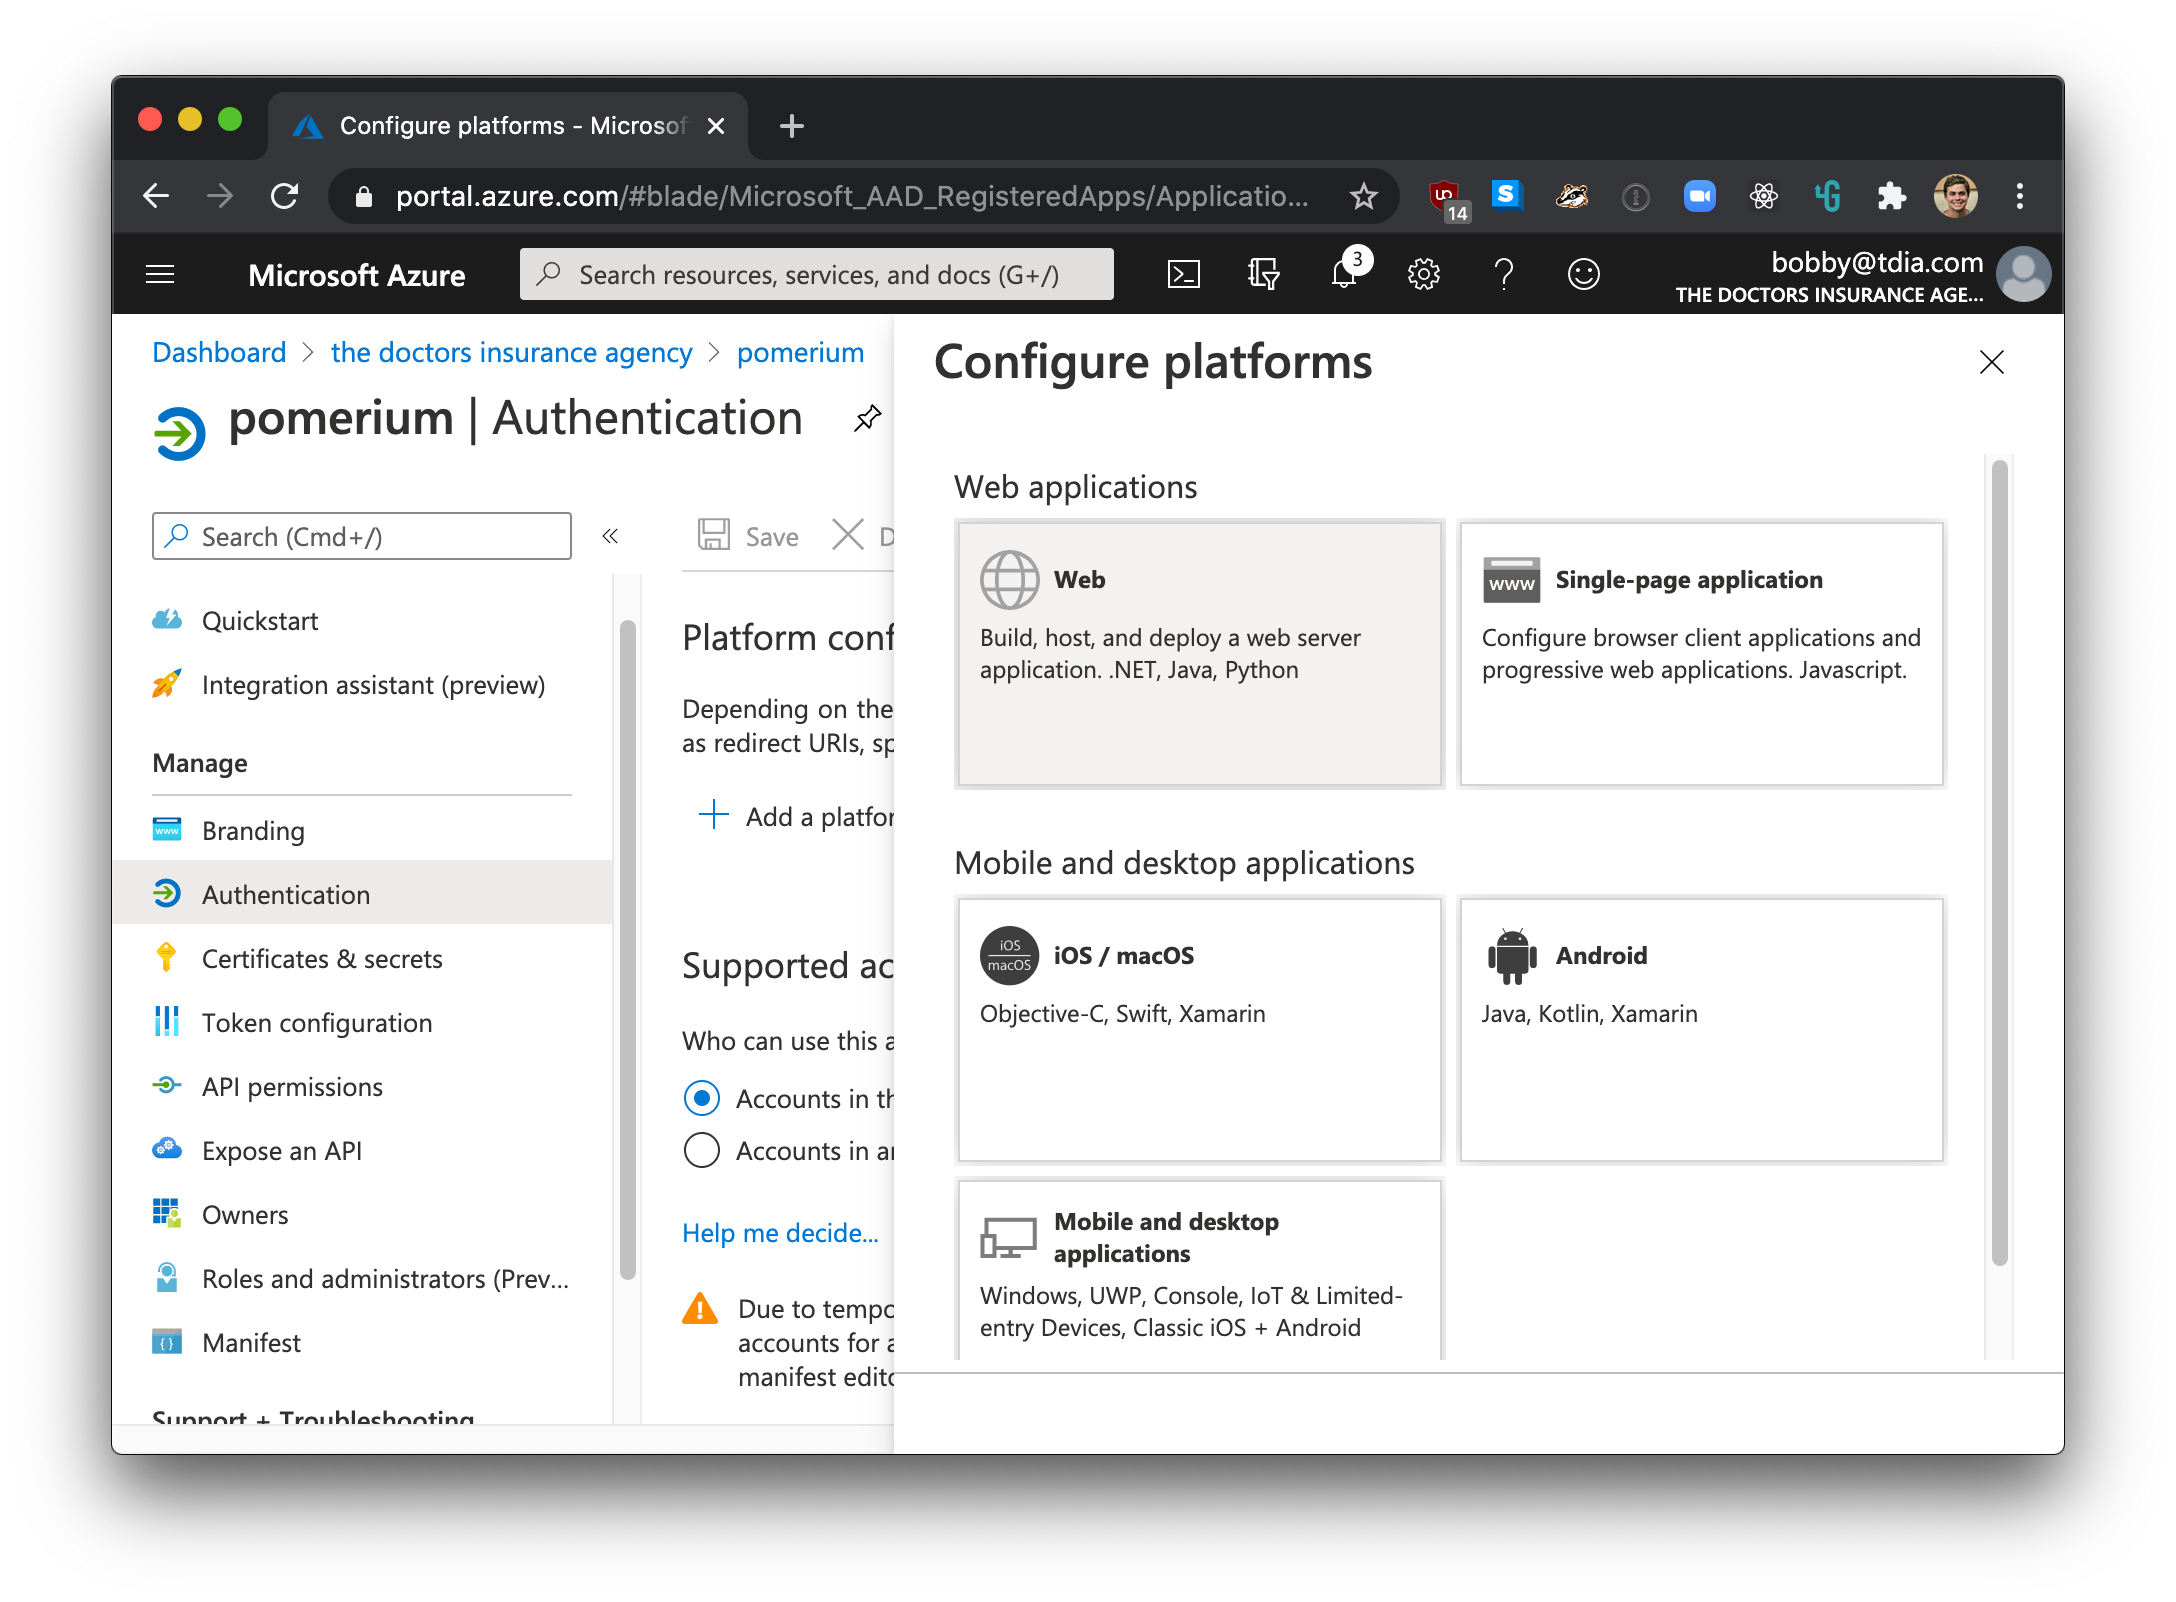 Configure platforms - Microsof
portal.azure.com/#blade/Microsoft_AAD_RegisteredApps/Applicatio...
14
Microsoft Azure
Search resources, services, and docs (G+/)
3
bobby@tdia.com
THE DOCTORS INSURANCE AGE...
Dashboard > the doctors insurance agency > pomerium
pomerium | Authentication
Search (Cmd+/)
«
Quickstart
Integration assistant (preview)
Manage
www
Branding
Authentication
Certificates & secrets
Token configuration
API permissions
Expose an API
Owners
Roles and administrators (Prev...
Manifest
Support + Troubleshooting
Save
D
Platform conf
Depending on the
as redirect URIs, sp
Add a platfor
Supported ac
Who can use this a
Accounts in th
Accounts in an
Help me decide...
Due to tempo
accounts for a
manifest edito
Configure platforms
Web applications
Web
Build, host, and deploy a web server
application. .NET, Java, Python
www
Single-page application
Configure browser client applications and
progressive web applications. Javascript.
Mobile and desktop applications
iOS
macOS
iOS / macOS
Objective-C, Swift, Xamarin
Android
Java, Kotlin, Xamarin
Mobile and desktop
applications
Windows, UWP, Console, IoT & Limited-
entry Devices, Classic iOS + Android